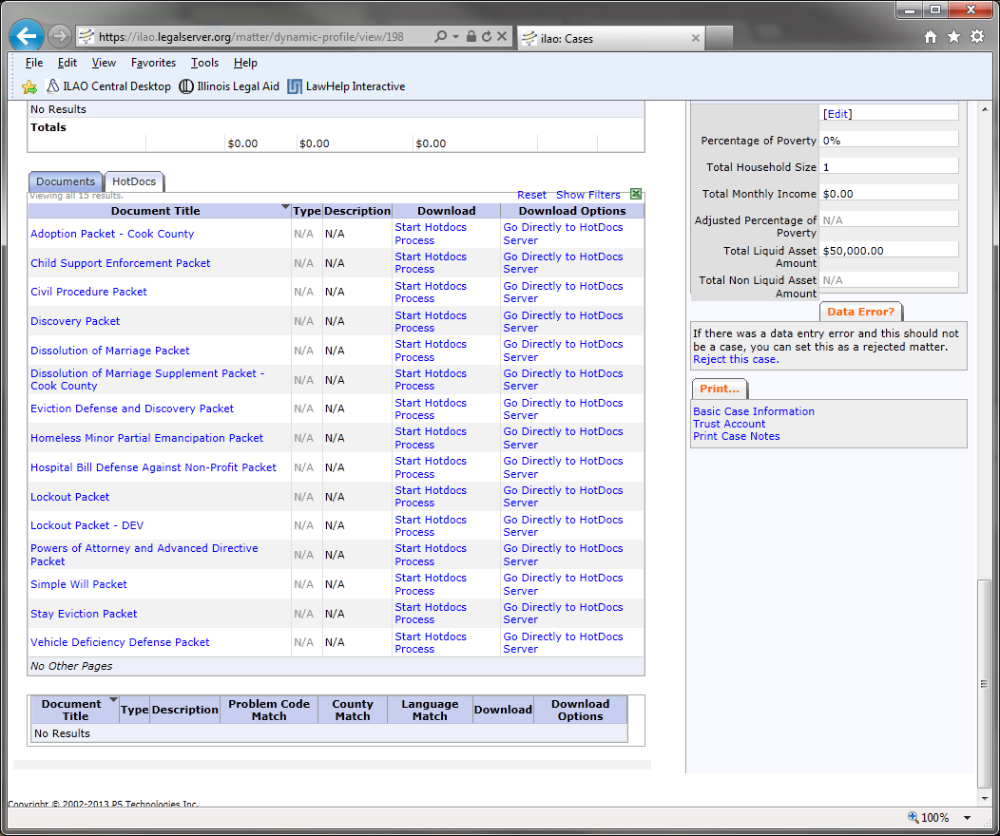 https://ilao.legalserver.org/matter/dynamic-profile/view/198
ilao: Cases
File Edit View Favorites Tools Help
ILAO Central Desktop Illinois Legal Aid LawHelp Interactive
No Results
Totals
$0.00 $0.00 $0.00
Documents HotDocs
Viewing all 15 results.
Reset Show Filters
Document Title Type Description Download Download Options
Adoption Packet - Cook County N/A N/A Start Hotdocs Process Go Directly to HotDocs Server
Child Support Enforcement Packet N/A N/A Start Hotdocs Process Go Directly to HotDocs Server
Civil Procedure Packet N/A N/A Start Hotdocs Process Go Directly to HotDocs Server
Discovery Packet N/A N/A Start Hotdocs Process Go Directly to HotDocs Server
Dissolution of Marriage Packet N/A N/A Start Hotdocs Process Go Directly to HotDocs Server
Dissolution of Marriage Supplement Packet - Cook County N/A N/A Start Hotdocs Process Go Directly to HotDocs Server
Eviction Defense and Discovery Packet N/A N/A Start Hotdocs Process Go Directly to HotDocs Server
Homeless Minor Partial Emancipation Packet N/A N/A Start Hotdocs Process Go Directly to HotDocs Server
Hospital Bill Defense Against Non-Profit Packet N/A N/A Start Hotdocs Process Go Directly to HotDocs Server
Lockout Packet N/A N/A Start Hotdocs Process Go Directly to HotDocs Server
Lockout Packet - DEV N/A N/A Start Hotdocs Process Go Directly to HotDocs Server
Powers of Attorney and Advanced Directive Packet N/A N/A Start Hotdocs Process Go Directly to HotDocs Server
Simple Will Packet N/A N/A Start Hotdocs Process Go Directly to HotDocs Server
Stay Eviction Packet N/A N/A Start Hotdocs Process Go Directly to HotDocs Server
Vehicle Deficiency Defense Packet N/A N/A Start Hotdocs Process Go Directly to HotDocs Server
No Other Pages
Document Title Type Description Problem Code Match County Match Language Match Download Download Options
No Results
Copyright © 2002-2013 PS Technologies Inc.
[Edit]
Percentage of Poverty 0%
Total Household Size 1
Total Monthly Income $0.00
Adjusted Percentage of Poverty N/A
Total Liquid Asset Amount $50,000.00
Total Non Liquid Asset Amount N/A
Data Error?
If there was a data entry error and this should not
be a case, you can set this as a rejected matter.
Reject this case.
Print...
Basic Case Information
Trust Account
Print Case Notes
100%